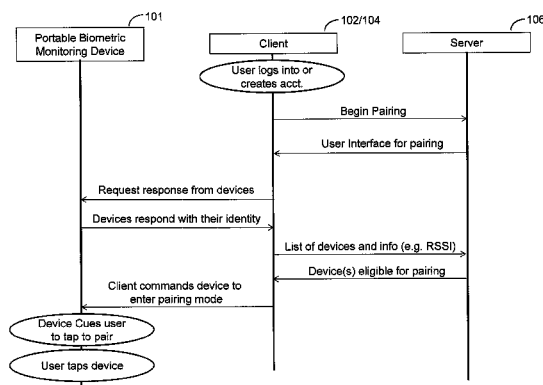 101
102/104
106
Portable Biometric
Monitoring Device
Client
Server
User logs into or
creates acct.
Begin Pairing
User Interface for pairing
Request response from devices
Devices respond with their identity
List of devices and info (e.g. RSSI)
Device(s) eligible for pairing
Client commands device to
enter pairing mode
Device Cues user
to tap to pair
User taps device